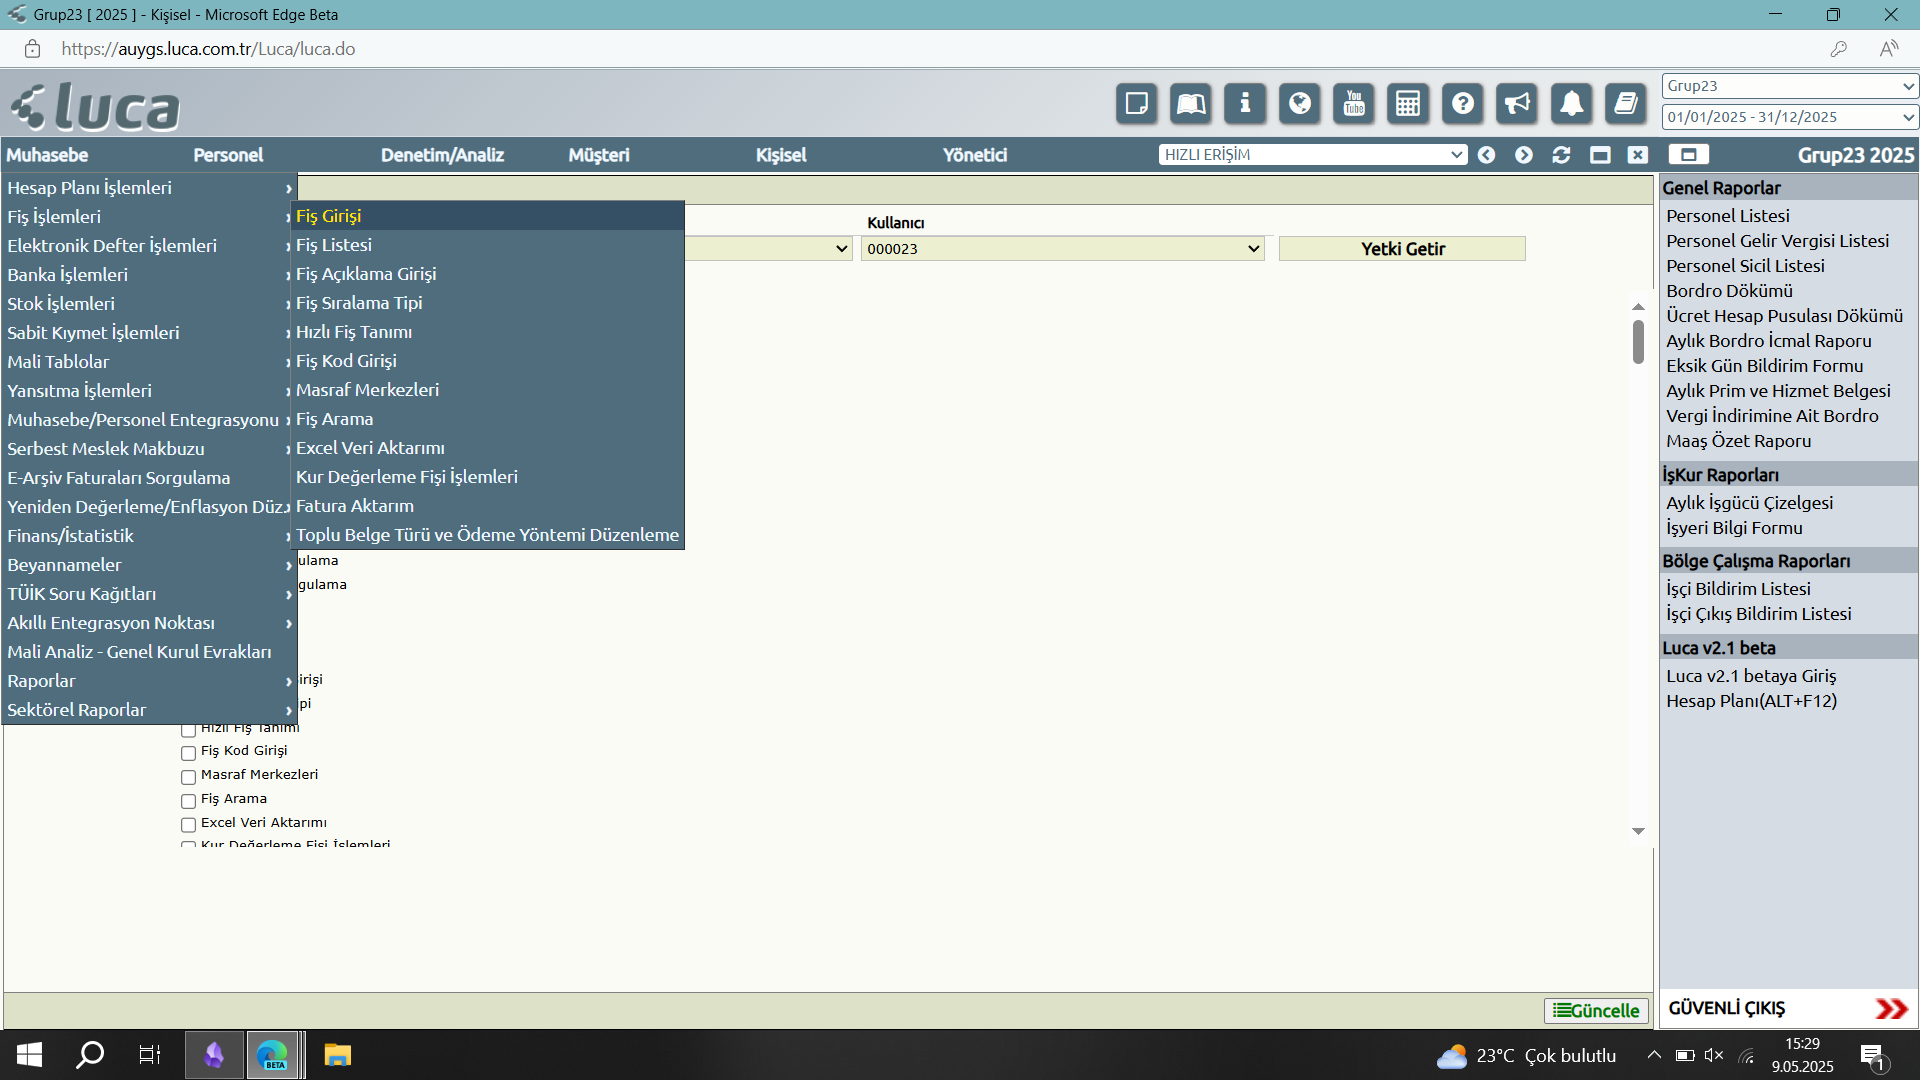 Grup23 [ 2025 ] - Kişisel - Microsoft Edge Beta
https://auygs.luca.com.tr/Luca/luca.do
luca
You Tube
Grup23
01/01/2025 - 31/12/2025
Muhasebe Personel Denetim/Analiz Müşteri Kişisel Yönetici HIZLI ERİŞİM Grup23 2025
Hesap Planı İşlemleri
Fiş İşlemleri
Elektronik Defter İşlemleri
Banka İşlemleri
Stok İşlemleri
Sabit Kıymet İşlemleri
Mali Tablolar
Yansıtma İşlemleri
Muhasebe/Personel Entegrasyonu
Serbest Meslek Makbuzu
E-Arşiv Faturaları Sorgulama
Yeniden Değerleme/Enflasyon Düz.
Finans/İstatistik
Beyannameler
TÜİK Soru Kağıtları
Akıllı Entegrasyon Noktası
Mali Analiz - Genel Kurul Evrakları
Raporlar
Sektörel Raporlar
Fiş Girişi
Fiş Listesi
Fiş Açıklama Girişi
Fiş Sıralama Tipi
Hızlı Fiş Tanımı
Fiş Kod Girişi
Masraf Merkezleri
Fiş Arama
Excel Veri Aktarımı
Kur Değerleme Fişi İşlemleri
Fatura Aktarım
Toplu Belge Türü ve Ödeme Yöntemi Düzenleme
Kullanıcı
000023
Yetki Getir
ulama
gulama
irişi
ipi
Hızlı Fiş Tanımı
Fiş Kod Girişi
Masraf Merkezleri
Fiş Arama
Excel Veri Aktarımı
Kur Değerleme Fişi İşlemleri
Güncelle
Genel Raporlar
Personel Listesi
Personel Gelir Vergisi Listesi
Personel Sicil Listesi
Bordro Dökümü
Ücret Hesap Pusulası Dökümü
Aylık Bordro İcmal Raporu
Eksik Gün Bildirim Formu
Aylık Prim ve Hizmet Belgesi
Vergi İndirimine Ait Bordro
Maaş Özet Raporu
İşKur Raporları
Aylık İşgücü Çizelgesi
İşyeri Bilgi Formu
Bölge Çalışma Raporları
İşçi Bildirim Listesi
İşçi Çıkış Bildirim Listesi
Luca v2.1 beta
Luca v2.1 betaya Giriş
Hesap Planı(ALT+F12)
GÜVENLİ ÇIKIŞ
BETA
23°C Çok bulutlu
15:29
9.05.2025
1